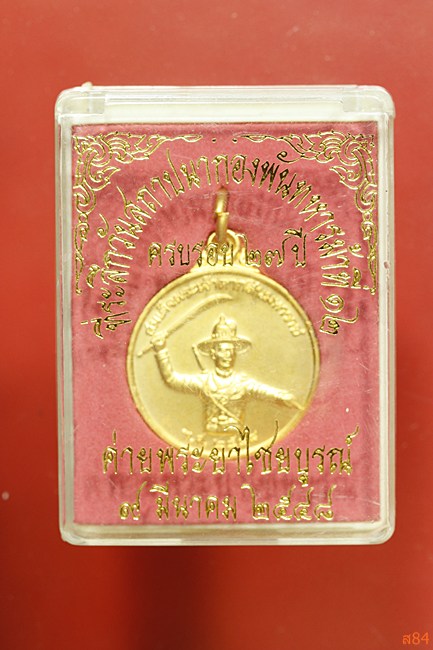 ที่ระลึกวันสถาปนากองพันทหารม้าที่ ๑๒
ครบรอบ ๒๗ ปี
ค่ายพระยาไชยบูรณ์
๗ มีนาคม ๒๕๔๘
ส84